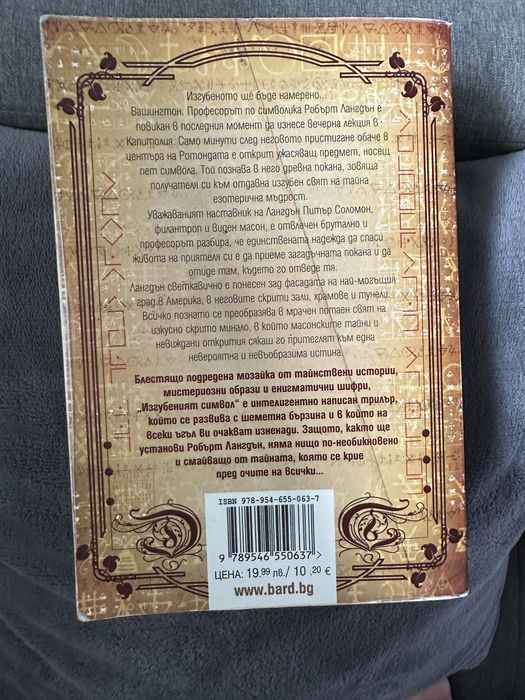 Изгубеното ще бъде намерено...
Вашингтон. Професорът по символика Робърт Лангдън е
повикан в последния момент да изнесе вечерна лекция в
Капитолия. Само минути след неговото пристигане обаче в
центъра на Ротондата е открит ужасяващ предмет, носещ
пет символа. Той познава в него древна покана, зовяща
получателя си към отдавна изгубен свят на тайна
езотерична мъдрост.
Уважаваният наставник на Лангдън Питър Соломон,
филантроп и виден масон, е отвлечен брутално и
професорът разбира, че единствената надежда да спаси
живота на приятеля си е да приеме загадъчната покана и да
отиде там, където го отведе тя.
Лангдън светкавично е понесен зад фасадата на най-могъщия
град в Америка, в неговите скрити зали, храмове и тунели.
Всичко познато се преобразява в мрачен потаен свят на
изкусно скрито минало, в който масонските тайни и
невиждани открития сякаш го притеглят към една
невероятна и невъобразима истина.
Блестящо подредена мозайка от тайнствени истории,
мистериозни образи и енигматични шифри,
„Изгубеният символ“ е интелигентно написан трилър,
който се развива с шеметна бързина и в който на
всеки ъгъл ви очакват изненади. Защото, както ще
установи Робърт Лангдън, няма нищо по-необикновено
и смайващо от тайната, която се крие
пред очите на всички...
ISBN 978-954-655-063-7
9 789546 550637 >
ЦЕНА: 19.99 лв./ 10.20 €
www.bard.bg